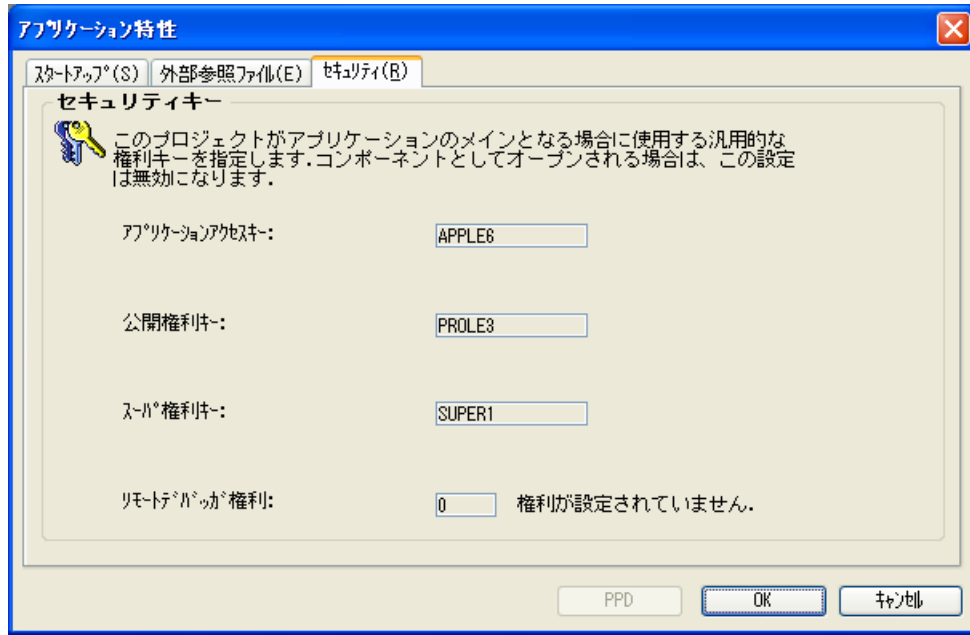 アプリケーション特性
スタートアップ(S) 外部参照ファイル(E) セキュリティ(R)
セキュリティキー
このプロジェクトがアプリケーションのメインとなる場合に使用する汎用的な
権利キーを指定します.コンポーネントとしてオープンされる場合は、この設定
は無効になります.
アプリケーションアクセスキー: APPLE6
公開権利キー: PROLE3
スーパ権利キー: SUPER1
リモートデバッガ権利: 0 権利が設定されていません.
PPD OK キャンセル